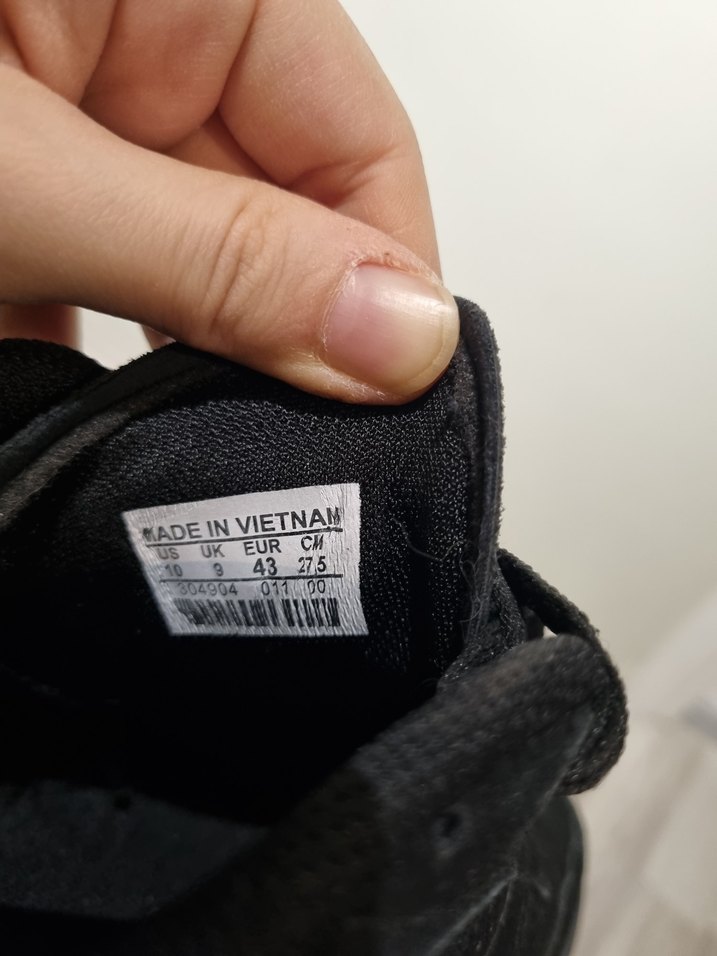 MADE IN VIETNAM
US UK EUR CM
10 9 43 27,5
304904 011 00